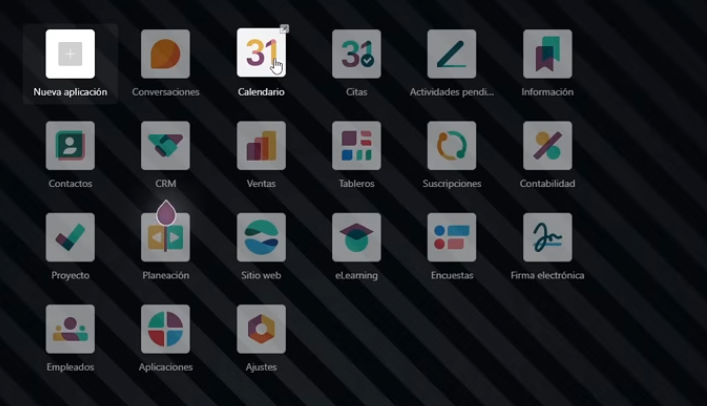 31
31
Nueva aplicación
Conversaciones
Calendario
Citas
Actividades pendi...
Información
Contactos
CRM
Ventas
Tableros
Suscripciones
Contabilidad
Proyecto
Planeación
Sitio web
eLearning
Encuestas
Firma electrónica
Empleados
Aplicaciones
Ajustes